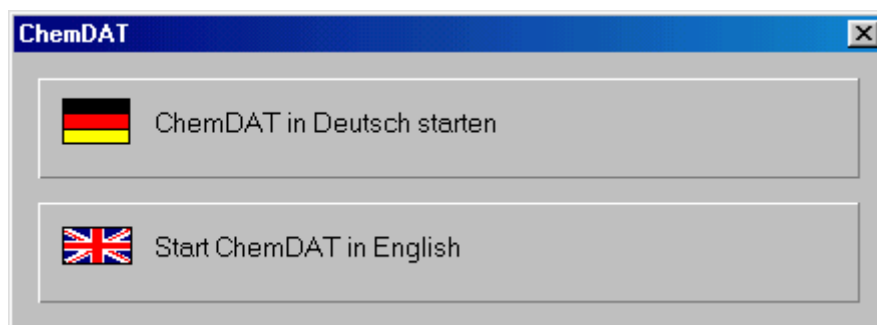 ChemDAT
ChemDAT in Deutsch starten
Start ChemDAT in English